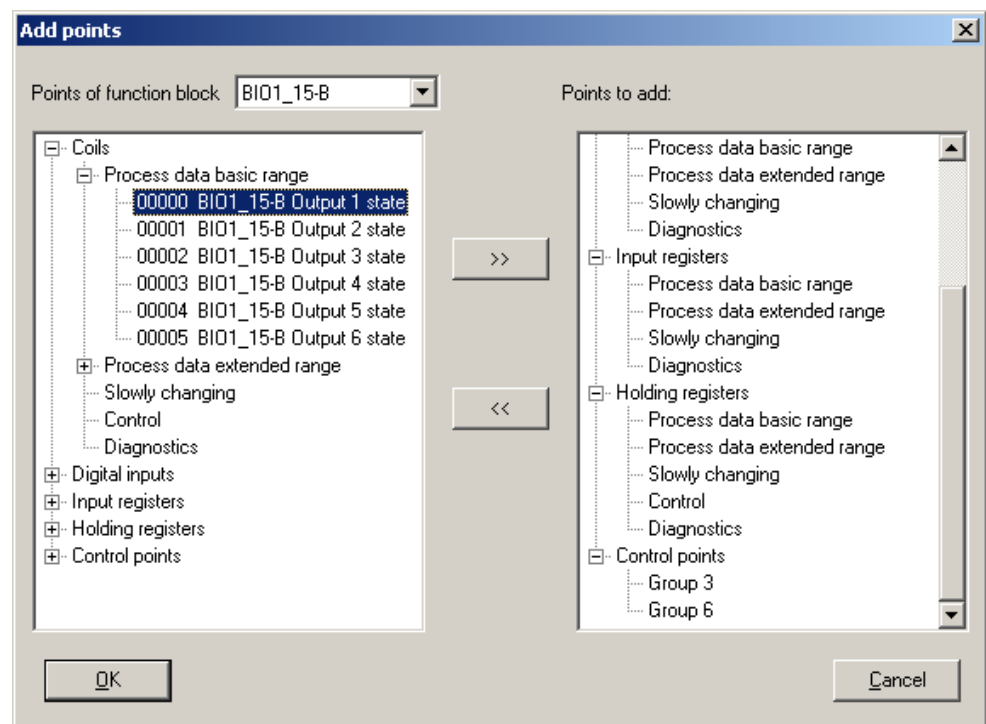 Add points
Points of function block BIO1_15-B
Points to add:
Coils
Process data basic range
00000 BIO1_15-B Output 1 state
00001 BIO1_15-B Output 2 state
00002 BIO1_15-B Output 3 state
00003 BIO1_15-B Output 4 state
00004 BIO1_15-B Output 5 state
00005 BIO1_15-B Output 6 state
Process data extended range
Slowly changing
Control
Diagnostics
Digital inputs
Input registers
Holding registers
Control points
>>
<<
Process data basic range
Process data extended range
Slowly changing
Diagnostics
Input registers
Process data basic range
Process data extended range
Slowly changing
Diagnostics
Holding registers
Process data basic range
Process data extended range
Slowly changing
Control
Diagnostics
Control points
Group 3
Group 6
OK
Cancel